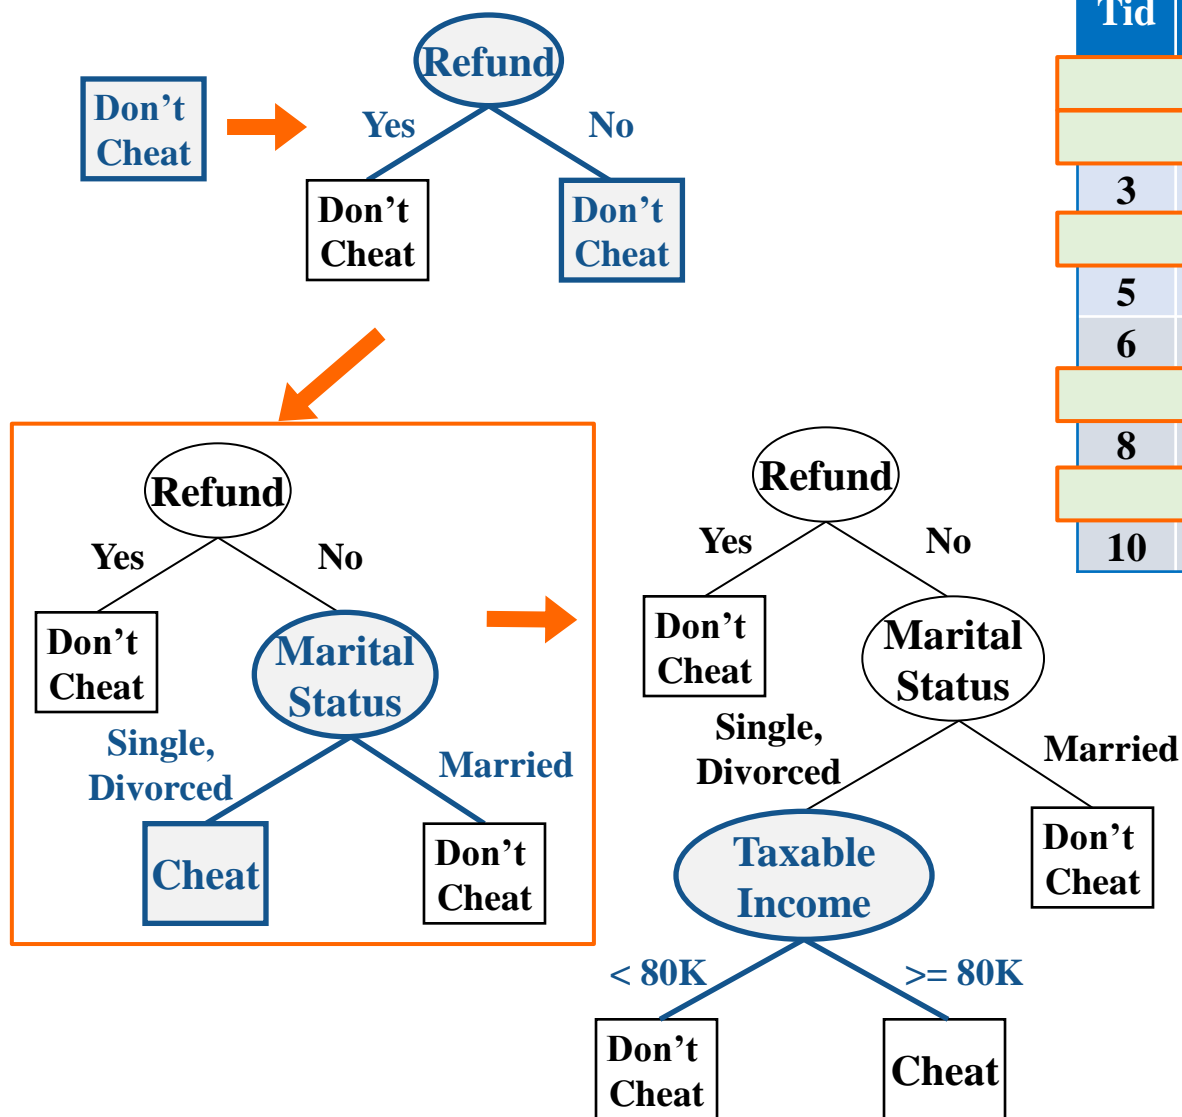 Tid
Refund
Don't
Cheat
Yes
No
Don’t
Cheat
Don’t
Cheat
3
5
6
8
10
Refund
Yes
No
Don’t
Cheat
Marital
Status
Single,
Divorced
Married
Cheat
Don’t
Cheat
Refund
Yes
No
Don’t
Cheat
Marital
Status
Single,
Divorced
Married
Taxable
Income
Don’t
Cheat
< 80K
>= 80K
Don’t
Cheat
Cheat